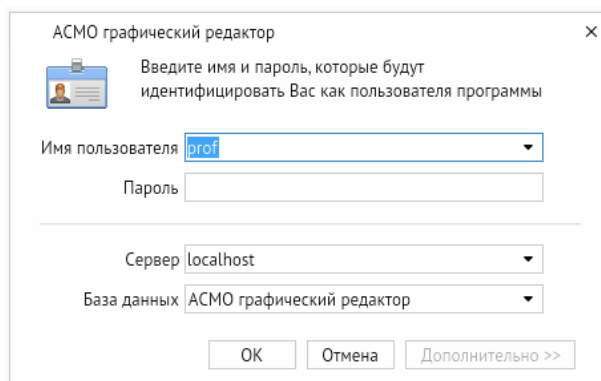 АСМО графический редактор
Введите имя и пароль, которые будут
идентифицировать Вас как пользователя программы
Имя пользователя prof
Пароль
Сервер localhost
База данных АСМО графический редактор
ОК Отмена Дополнительно >>